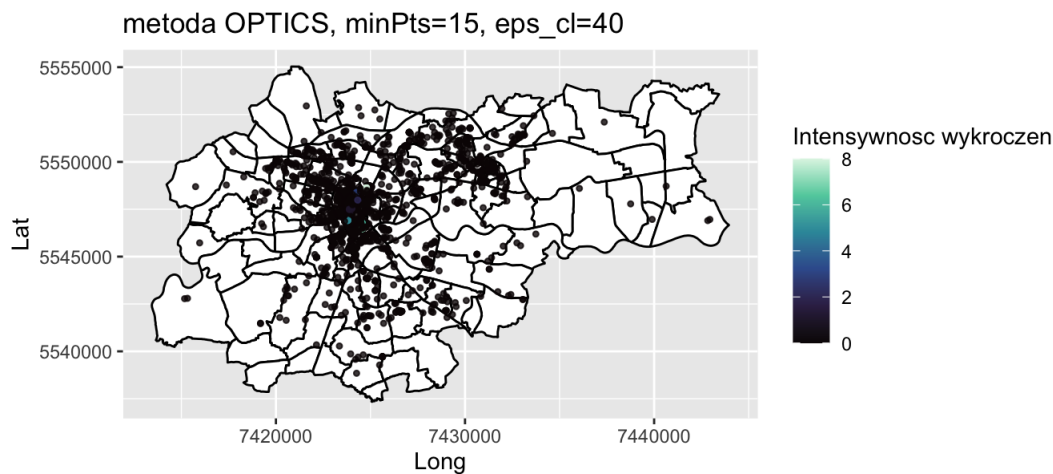 metoda OPTICS, minPts=15, eps_cl=40
5555000
5550000
5545000
5540000
Lat
7420000 7430000 7440000
Long
Intensywnosc wykroczen
8
6
4
2
0